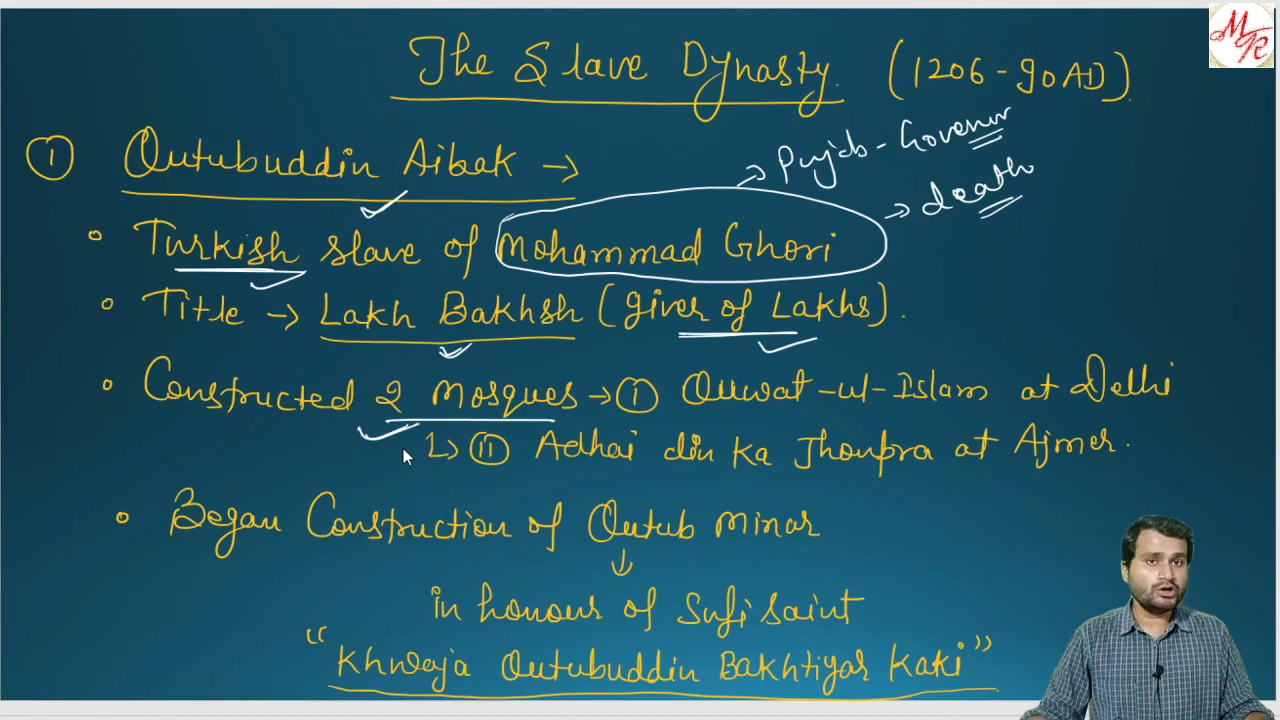 MR
The Slave Dynasty (1206-90AD)
① Qutubuddin Aibak →
→ Punjab - Governor
→ death
• Turkish slave of Mohammad Ghori
• Title → Lakh Bakhsh (giver of Lakhs).
• Constructed 2 Mosques → ① Quwat-ul-Islam at Delhi
↳ ⑪ Adhai din ka Jhonpra at Ajmer.
• Began Construction of Qutub Minar
↓
in honour of Sufi saint
"Khwaja Qutubuddin Bakhtiyar Kaki"